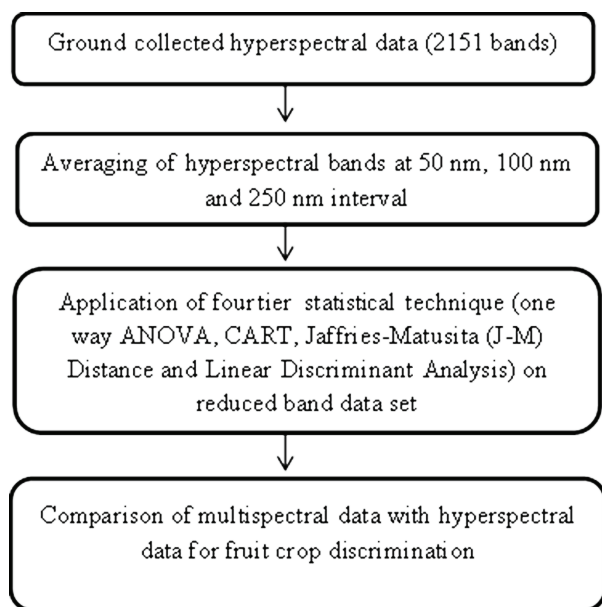 Ground collected hyperspectral data (2151 bands)
Averaging of hyperspectral bands at 50 nm, 100 nm
and 250 nm interval
Application of fourtier statistical technique (one
way ANOVA, CART, Jaffries-Matusita (J-M)
Distance and Linear Discriminant Analysis) on
reduced band data set
Comparison of multispectral data with hyperspectral
data for fruit crop discrimination